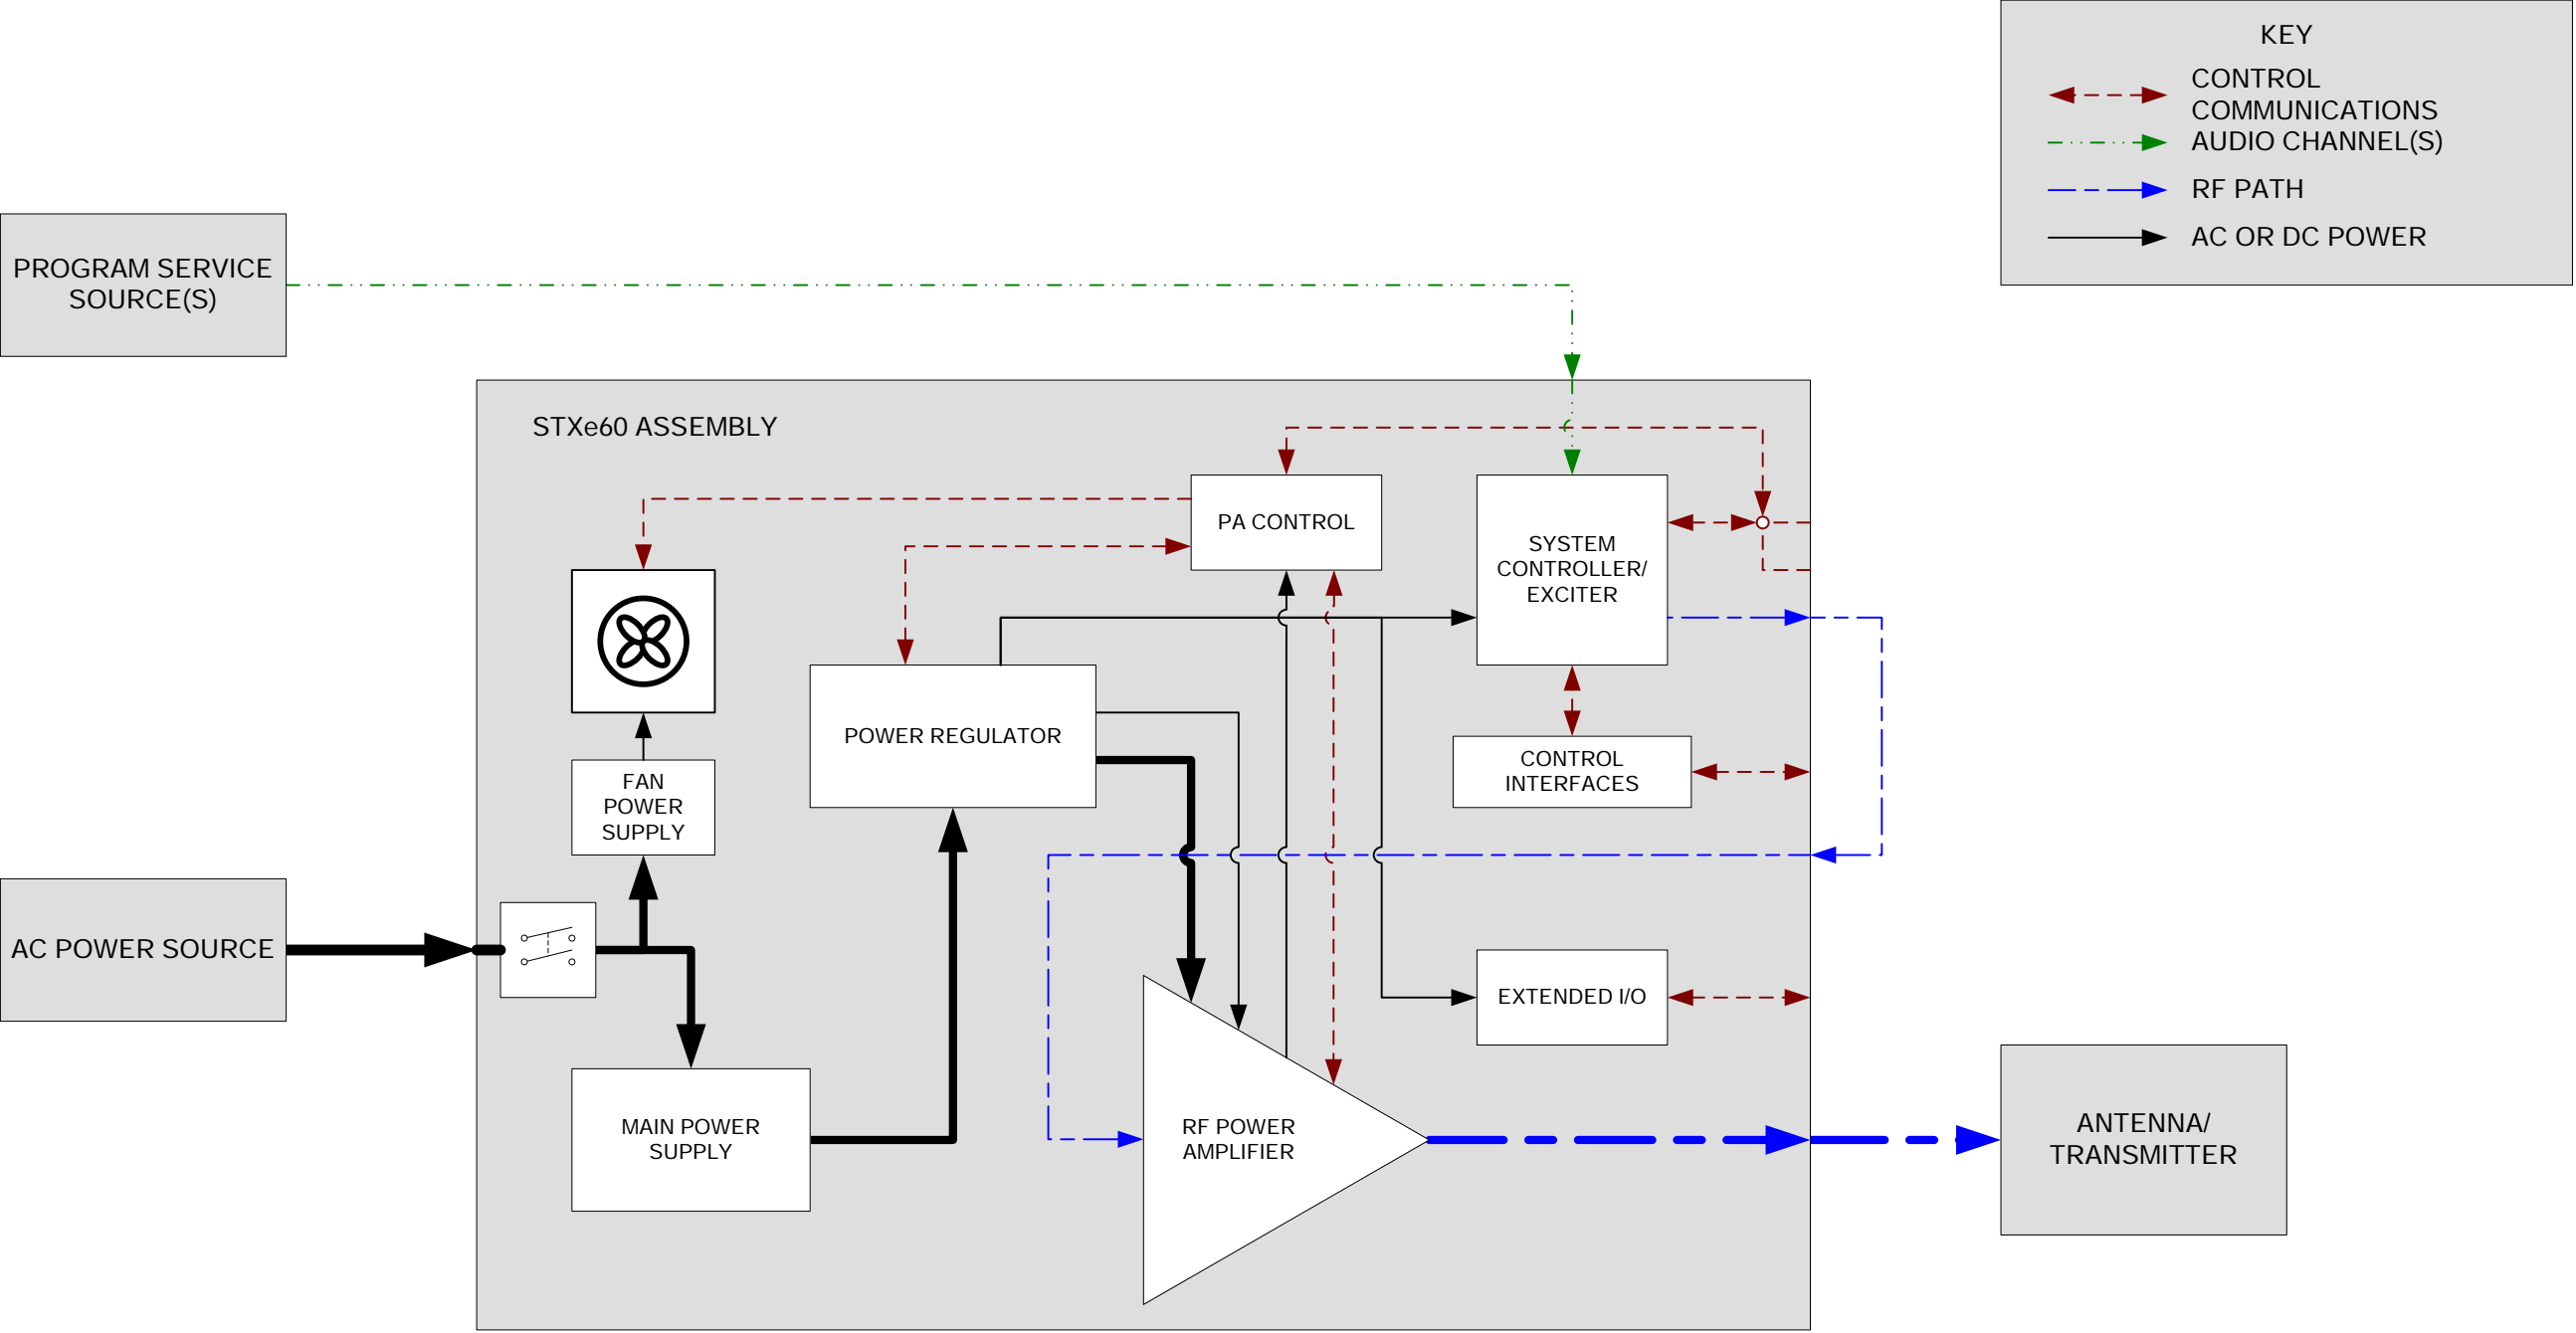 KEY
CONTROL
COMMUNICATIONS
AUDIO CHANNEL(S)
RF PATH
AC OR DC POWER
PROGRAM SERVICE
SOURCE(S)
STXe60 ASSEMBLY
PA CONTROL
SYSTEM
CONTROLLER/
EXCITER
POWER REGULATOR
CONTROL
INTERFACES
FAN
POWER
SUPPLY
AC POWER SOURCE
EXTENDED I/O
MAIN POWER
SUPPLY
RF POWER
AMPLIFIER
ANTENNA/
TRANSMITTER